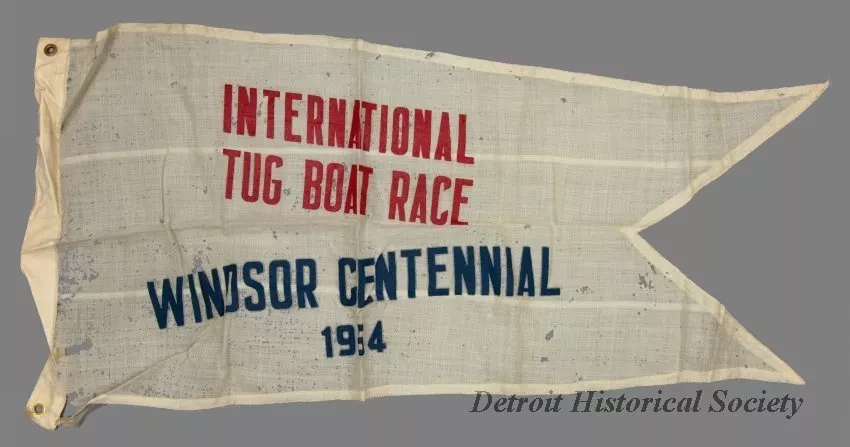 INTERNATIONAL
TUG BOAT RACE
WINDSOR CENTENNIAL
1954
Detroit Historical Society